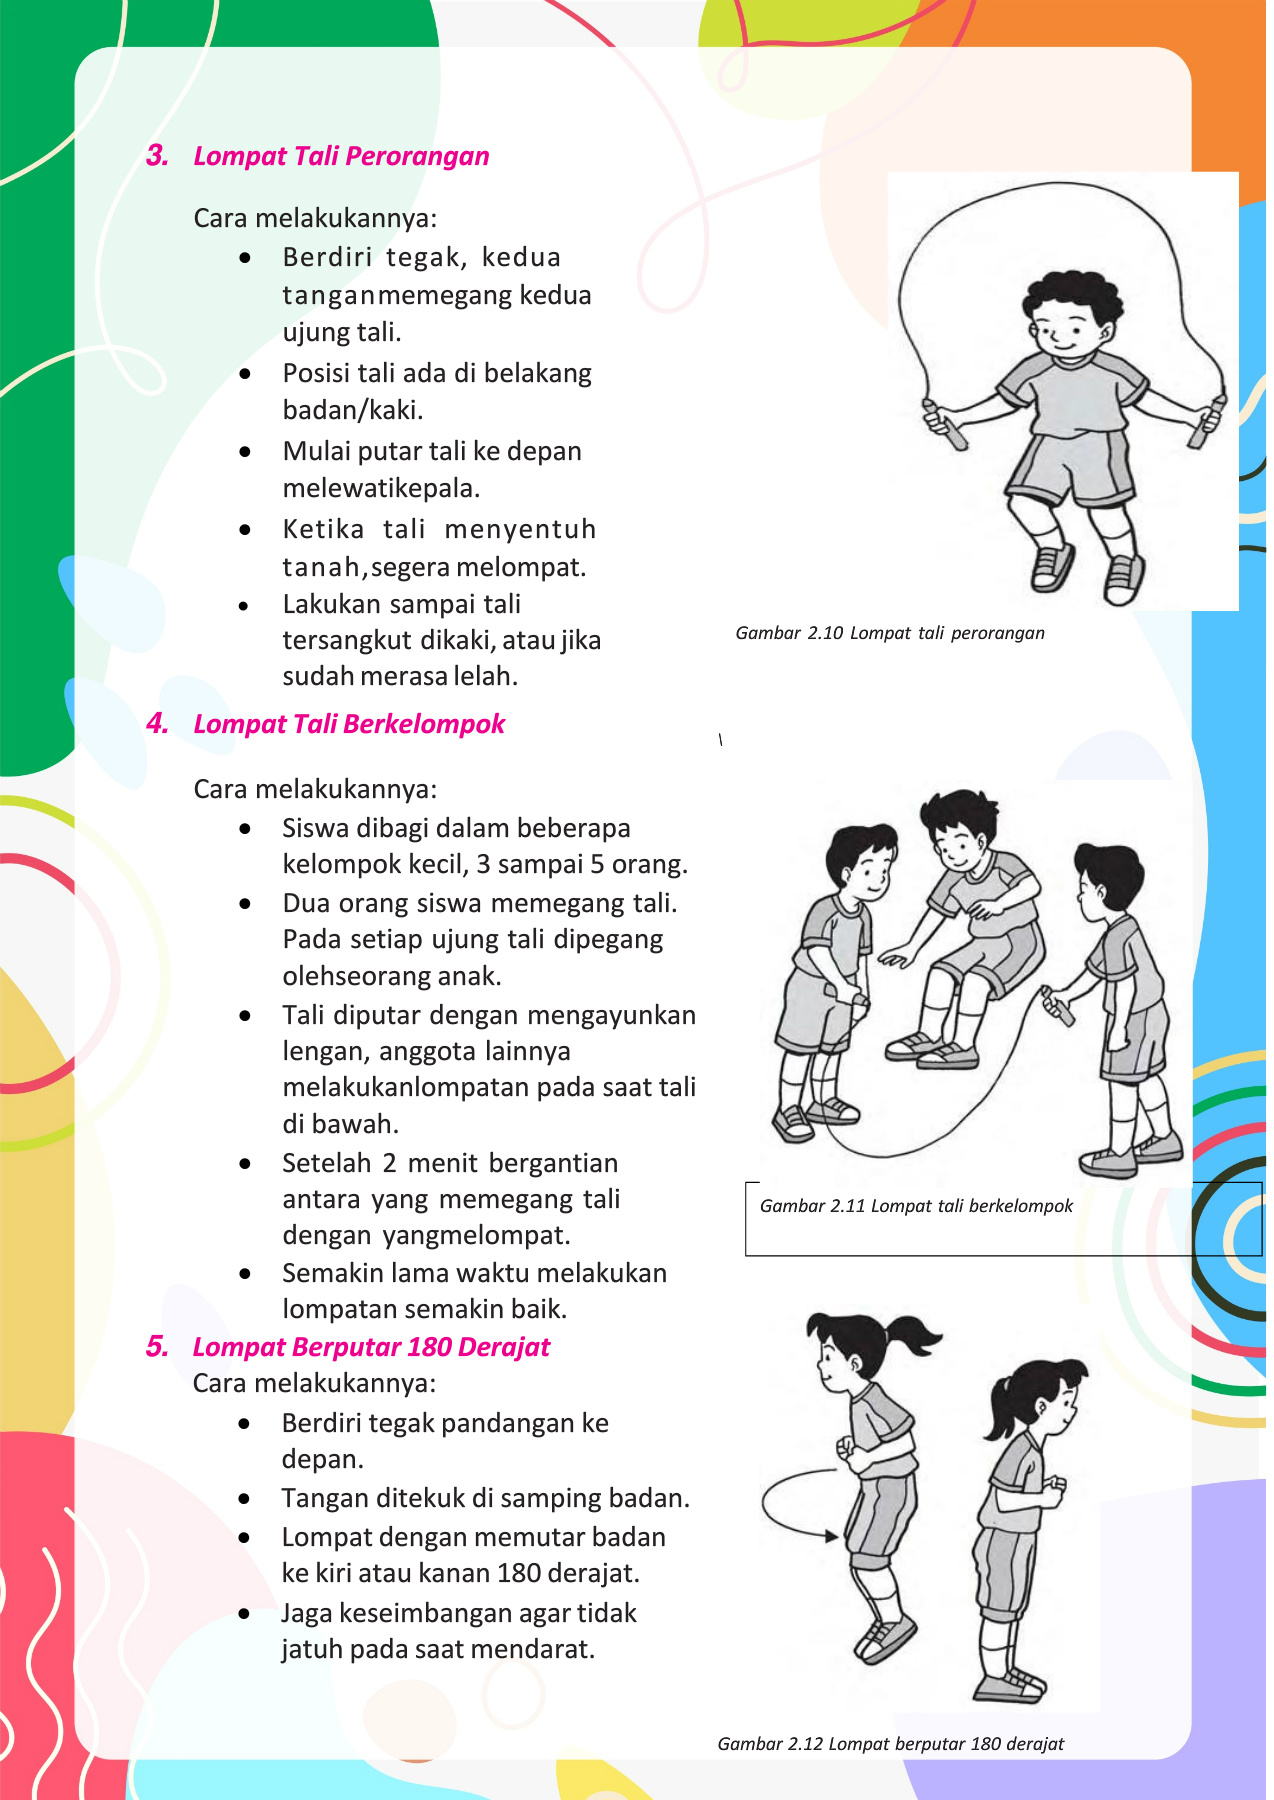 3. Lompat Tali Perorangan
Cara melakukannya:
• Berdiri tegak, kedua
tanganmemegang kedua
ujung tali.
• Posisi tali ada di belakang
badan/kaki.
• Mulai putar tali ke depan
melewatikepala.
• Ketika tali menyentuh
tanah,segera melompat.
• Lakukan sampai tali
tersangkut dikaki, atau jika
sudah merasa lelah.
Gambar 2.10 Lompat tali perorangan
4. Lompat Tali Berkelompok
\
Cara melakukannya:
• Siswa dibagi dalam beberapa
kelompok kecil, 3 sampai 5 orang.
• Dua orang siswa memegang tali.
Pada setiap ujung tali dipegang
olehseorang anak.
• Tali diputar dengan mengayunkan
lengan, anggota lainnya
melakukanlompatan pada saat tali
di bawah.
• Setelah 2 menit bergantian
antara yang memegang tali
dengan yangmelompat.
• Semakin lama waktu melakukan
lompatan semakin baik.
Gambar 2.11 Lompat tali berkelompok
5. Lompat Berputar 180 Derajat
Cara melakukannya:
• Berdiri tegak pandangan ke
depan.
• Tangan ditekuk di samping badan.
• Lompat dengan memutar badan
ke kiri atau kanan 180 derajat.
• Jaga keseimbangan agar tidak
jatuh pada saat mendarat.
Gambar 2.12 Lompat berputar 180 derajat